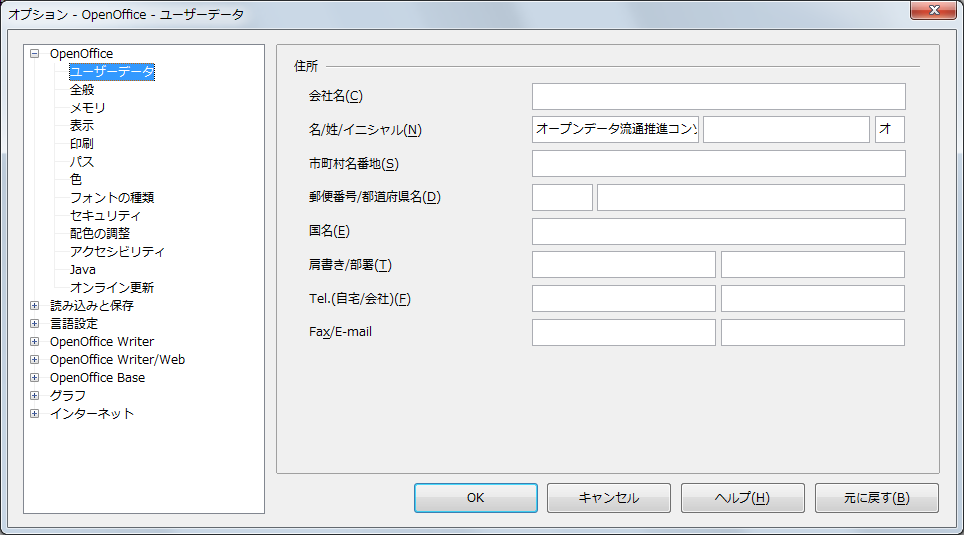 オプション - OpenOffice - ユーザーデータ
OpenOffice
ユーザーデータ
全般
メモリ
表示
印刷
パス
色
フォントの種類
セキュリティ
配色の調整
アクセシビリティ
Java
オンライン更新
読み込みと保存
言語設定
OpenOffice Writer
OpenOffice Writer/Web
OpenOffice Base
グラフ
インターネット
住所
会社名(C)
名/姓/イニシャル(N) オープンデータ流通推進コンソ オ
市町村名番地(S)
郵便番号/都道府県名(D)
国名(E)
肩書き/部署(T)
Tel.(自宅/会社)(F)
Fax/E-mail
OK キャンセル ヘルプ(H) 元に戻す(B)